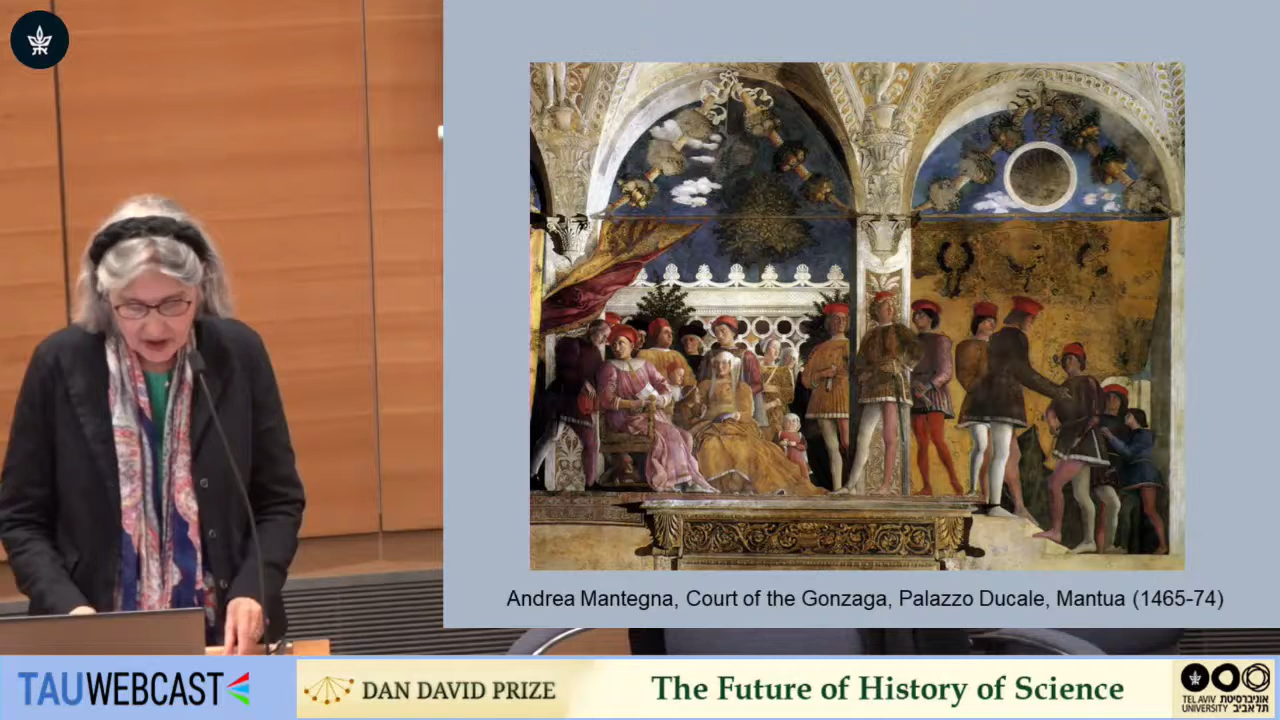 Andrea Mantegna, Court of the Gonzaga, Palazzo Ducale, Mantua (1465-74)
TAUWEBCAST
DAN DAVID PRIZE
The Future of History of Science
TEL AVIV אוניברסיטת
UNIVERSITY תל אביב